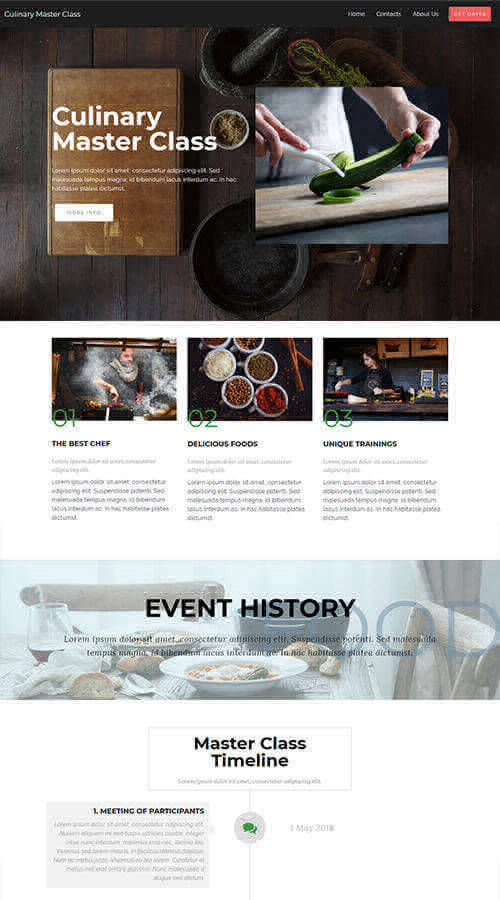 Culinary Master Class
Home Contacts About Us GET DATES
Culinary
Master Class
Lorem ipsum dolor sit amet, consectetur adipiscing elit. Sed
malesuada tempus magna, id bibendum lacus interdum ac. In hac
habitasse platea dictumst.
MORE INFO
01
THE BEST CHEF
Lorem ipsum dolor sit amet, consectetur
adipiscing elit.
Lorem ipsum dolor sit amet, consectetur
adipiscing elit. Suspendisse potenti. Sed
malesuada tempus magna, id bibendum
lacus interdum ac. In hac habitasse platea
dictumst.
02
DELICIOUS FOODS
Lorem ipsum dolor sit amet, consectetur
adipiscing elit.
Lorem ipsum dolor sit amet, consectetur
adipiscing elit. Suspendisse potenti. Sed
malesuada tempus magna, id bibendum
lacus interdum ac. In hac habitasse platea
dictumst.
03
UNIQUE TRAININGS
Lorem ipsum dolor sit amet, consectetur
adipiscing elit.
Lorem ipsum dolor sit amet, consectetur
adipiscing elit. Suspendisse potenti. Sed
malesuada tempus magna, id bibendum
lacus interdum ac. In hac habitasse platea
dictumst.
EVENT HISTORY
FOOD
Lorem ipsum dolor sit amet, consectetur adipiscing elit. Suspendisse potenti. Sed malesuada
tempus magna, id bibendum lacus interdum ac. In hac habitasse platea dictumst.
Master Class
Timeline
Lorem ipsum dolor sit amet, consectetur adipiscing elit.
1. MEETING OF PARTICIPANTS
Lorem ipsum dolor sit amet, consectetur adipiscing elit.
Nullam aliquam mi non turpis ultricies auctor. Integer
vitae nunc interdum, maximus eros nec, lacinia leo.
Vivamus sed lorem mauris. In facilisis rhoncus facilisis.
Nam ac metus justo. Vivamus eu leo lorem. Curabitur et
metus nec erat ornare pulvinar. Nunc malesuada a
augue nec dictum.
1 May 2018